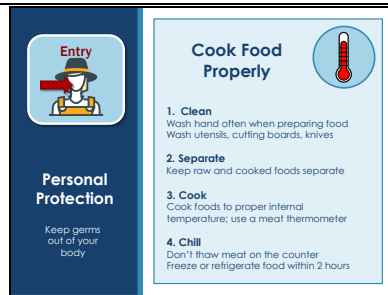 Entry
Personal
Protection
Keep germs
out of your
body
Cook Food
Properly
1. Clean
Wash hand often when preparing food
Wash utensils, cutting boards, knives
2. Separate
Keep raw and cooked foods separate
3. Cook
Cook foods to proper internal
temperature; use a meat thermometer
4. Chill
Don't thaw meat on the counter
Freeze or refrigerate food within 2 hours